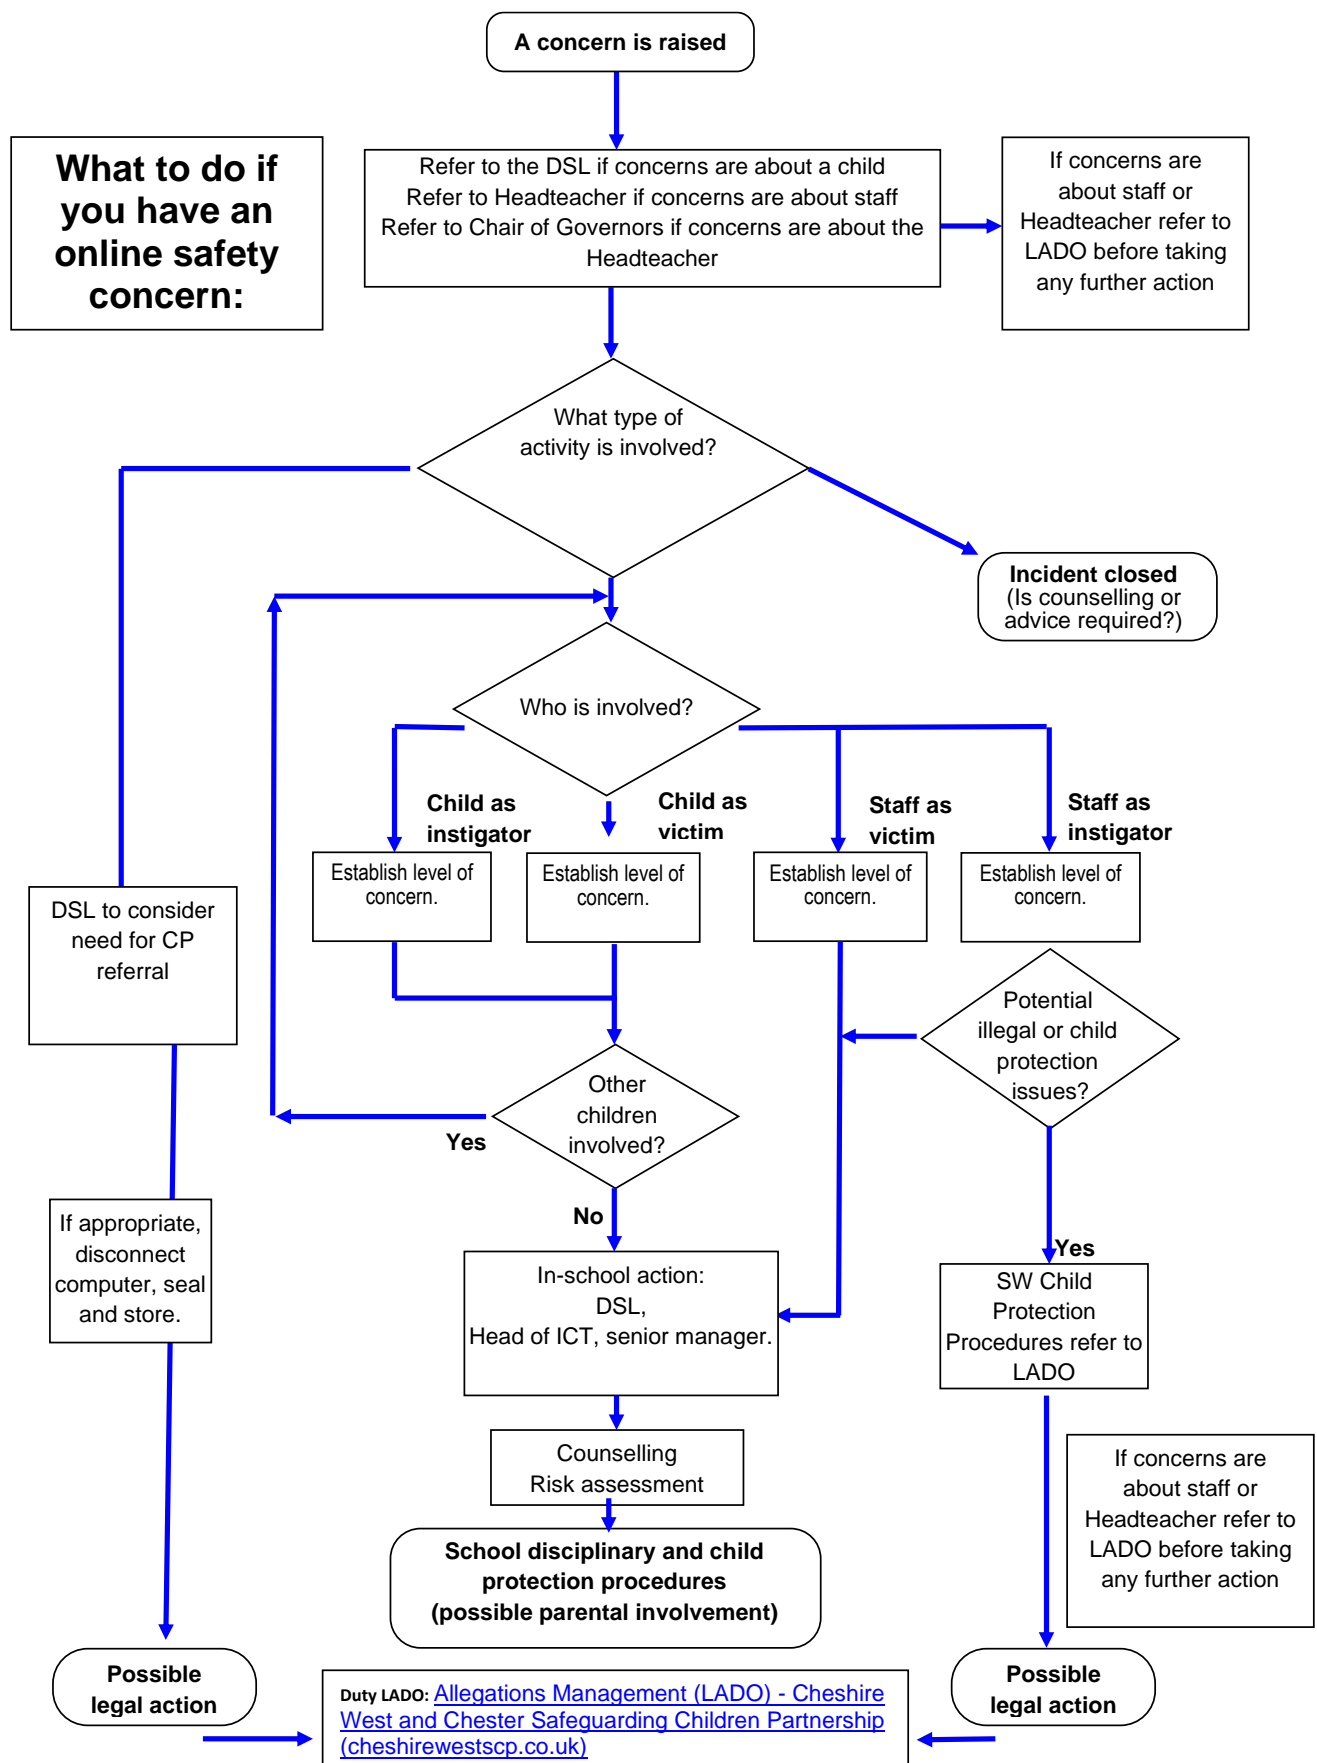 A concern is raised
What to do if
you have an
online safety
concern:
Refer to the DSL if concerns are about a child
Refer to Headteacher if concerns are about staff
Refer to Chair of Governors if concerns are about the
Headteacher
If concerns are
about staff or
Headteacher refer to
LADO before taking
any further action
What type of
activity is involved?
Incident closed
(Is counselling or
advice required?)
Who is involved?
Child as
instigator
Child as
victim
Staff as
victim
Staff as
instigator
Establish level of
concern.
Establish level of
concern.
Establish level of
concern.
Establish level of
concern.
DSL to consider
need for CP
referral
Potential
illegal or child
protection
issues?
Other
children
involved?
Yes
No
Yes
If appropriate,
disconnect
computer, seal
and store.
In-school action:
DSL,
Head of ICT, senior manager.
SW Child
Protection
Procedures refer to
LADO
Counselling
Risk assessment
If concerns are
about staff or
Headteacher refer to
LADO before taking
any further action
School disciplinary and child
protection procedures
(possible parental involvement)
Possible
legal action
Duty LADO: Allegations Management (LADO) - Cheshire
West and Chester Safeguarding Children Partnership
(cheshirewestscp.co.uk)
Possible
legal action